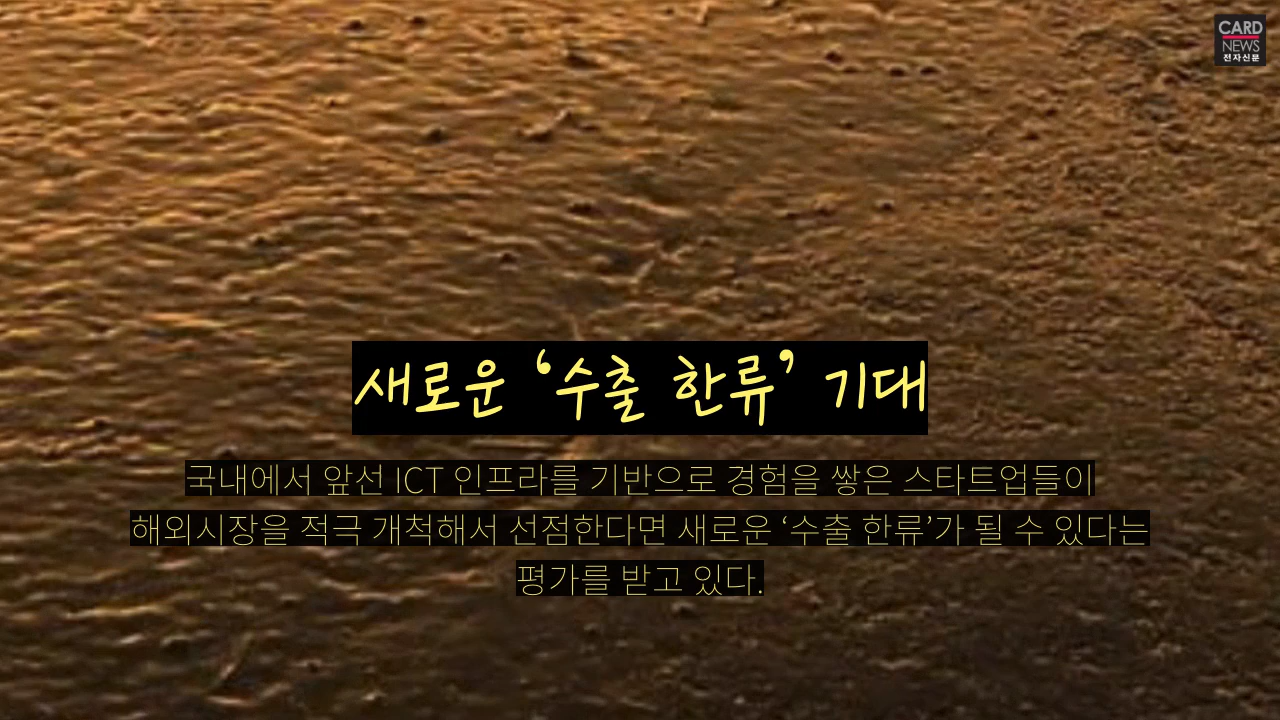 CARD
NEWS
전자신문
새로운 ‘수출 한류’ 기대
국내에서 앞선 ICT 인프라를 기반으로 경험을 쌓은 스타트업들이
해외시장을 적극 개척해서 선점한다면 새로운 ‘수출 한류’가 될 수 있다는
평가를 받고 있다.